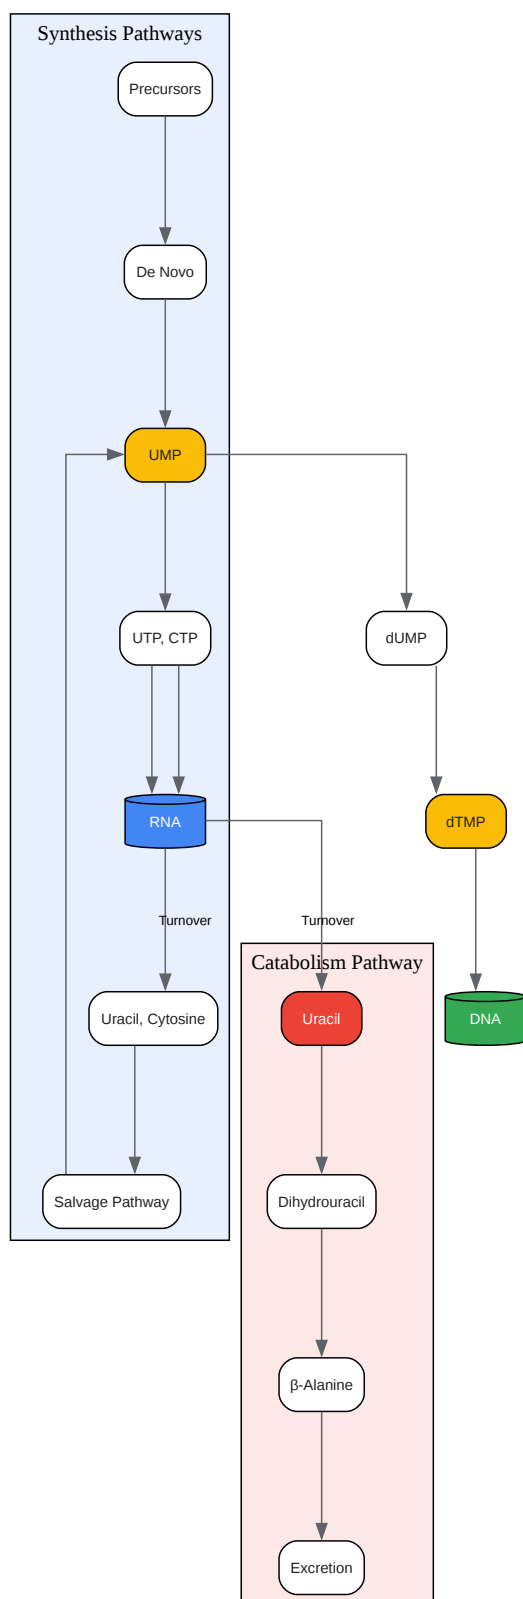 Synthesis Pathways
Precursors
De Novo
UMP
UTP, CTP
dUMP
RNA
dTMP
Turnover
Turnover
Catabolism Pathway
Uracil, Cytosine
Uracil
DNA
Salvage Pathway
Dihydrouracil
β-Alanine
Excretion